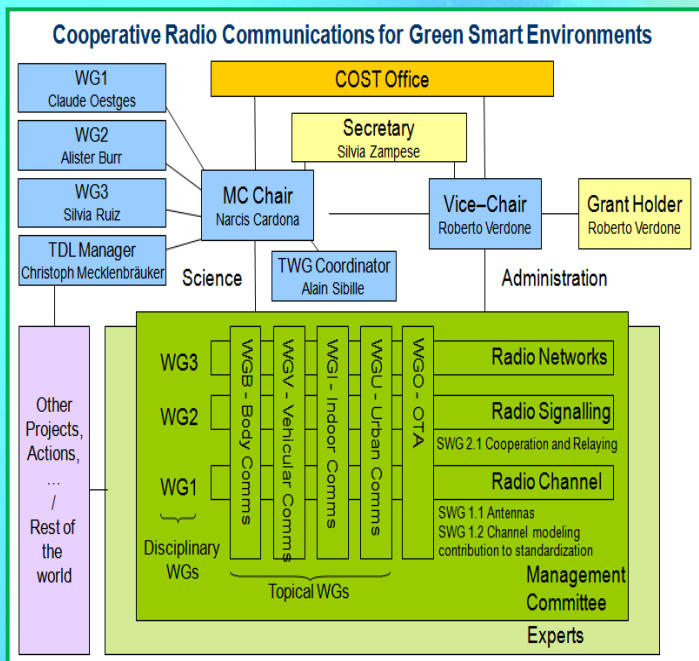 Cooperative Radio Communications for Green Smart Environments
WG1
Claude Oestges
COST Office
WG2
Alister Burr
Secretary
Silvia Zampese
WG3
Silvia Ruiz
MC Chair
Narcis Cardona
Vice–Chair
Roberto Verdone
Grant Holder
Roberto Verdone
TDL Manager
Christoph Mecklenbräuker
Science
TWG Coordinator
Alain Sibille
Administration
Other
Projects,
Actions,
...
/
Rest of
the
world
WG3
WG2
WG1
Disciplinary
WGs
WGB - Body Comms
WGV - Vehicular Comms
WGI - Indoor Comms
WGU - Urban Comms
WGO - OTA
Topical WGs
Radio Networks
Radio Signalling
SWG 2.1 Cooperation and Relaying
Radio Channel
SWG 1.1 Antennas
SWG 1.2 Channel modeling
contribution to standardization
Management
Committee
Experts